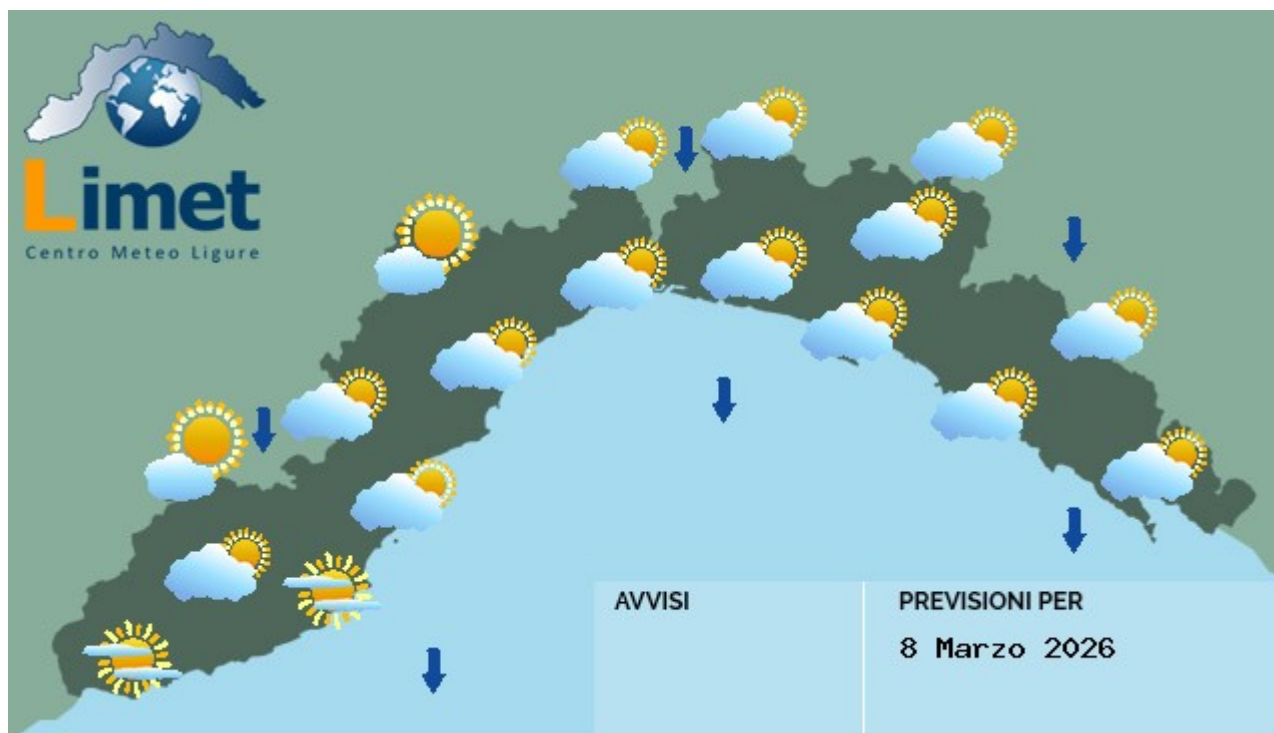 Limet
Centro Meteo Ligure
AVVISI
PREVISIONI PER
8 Marzo 2026